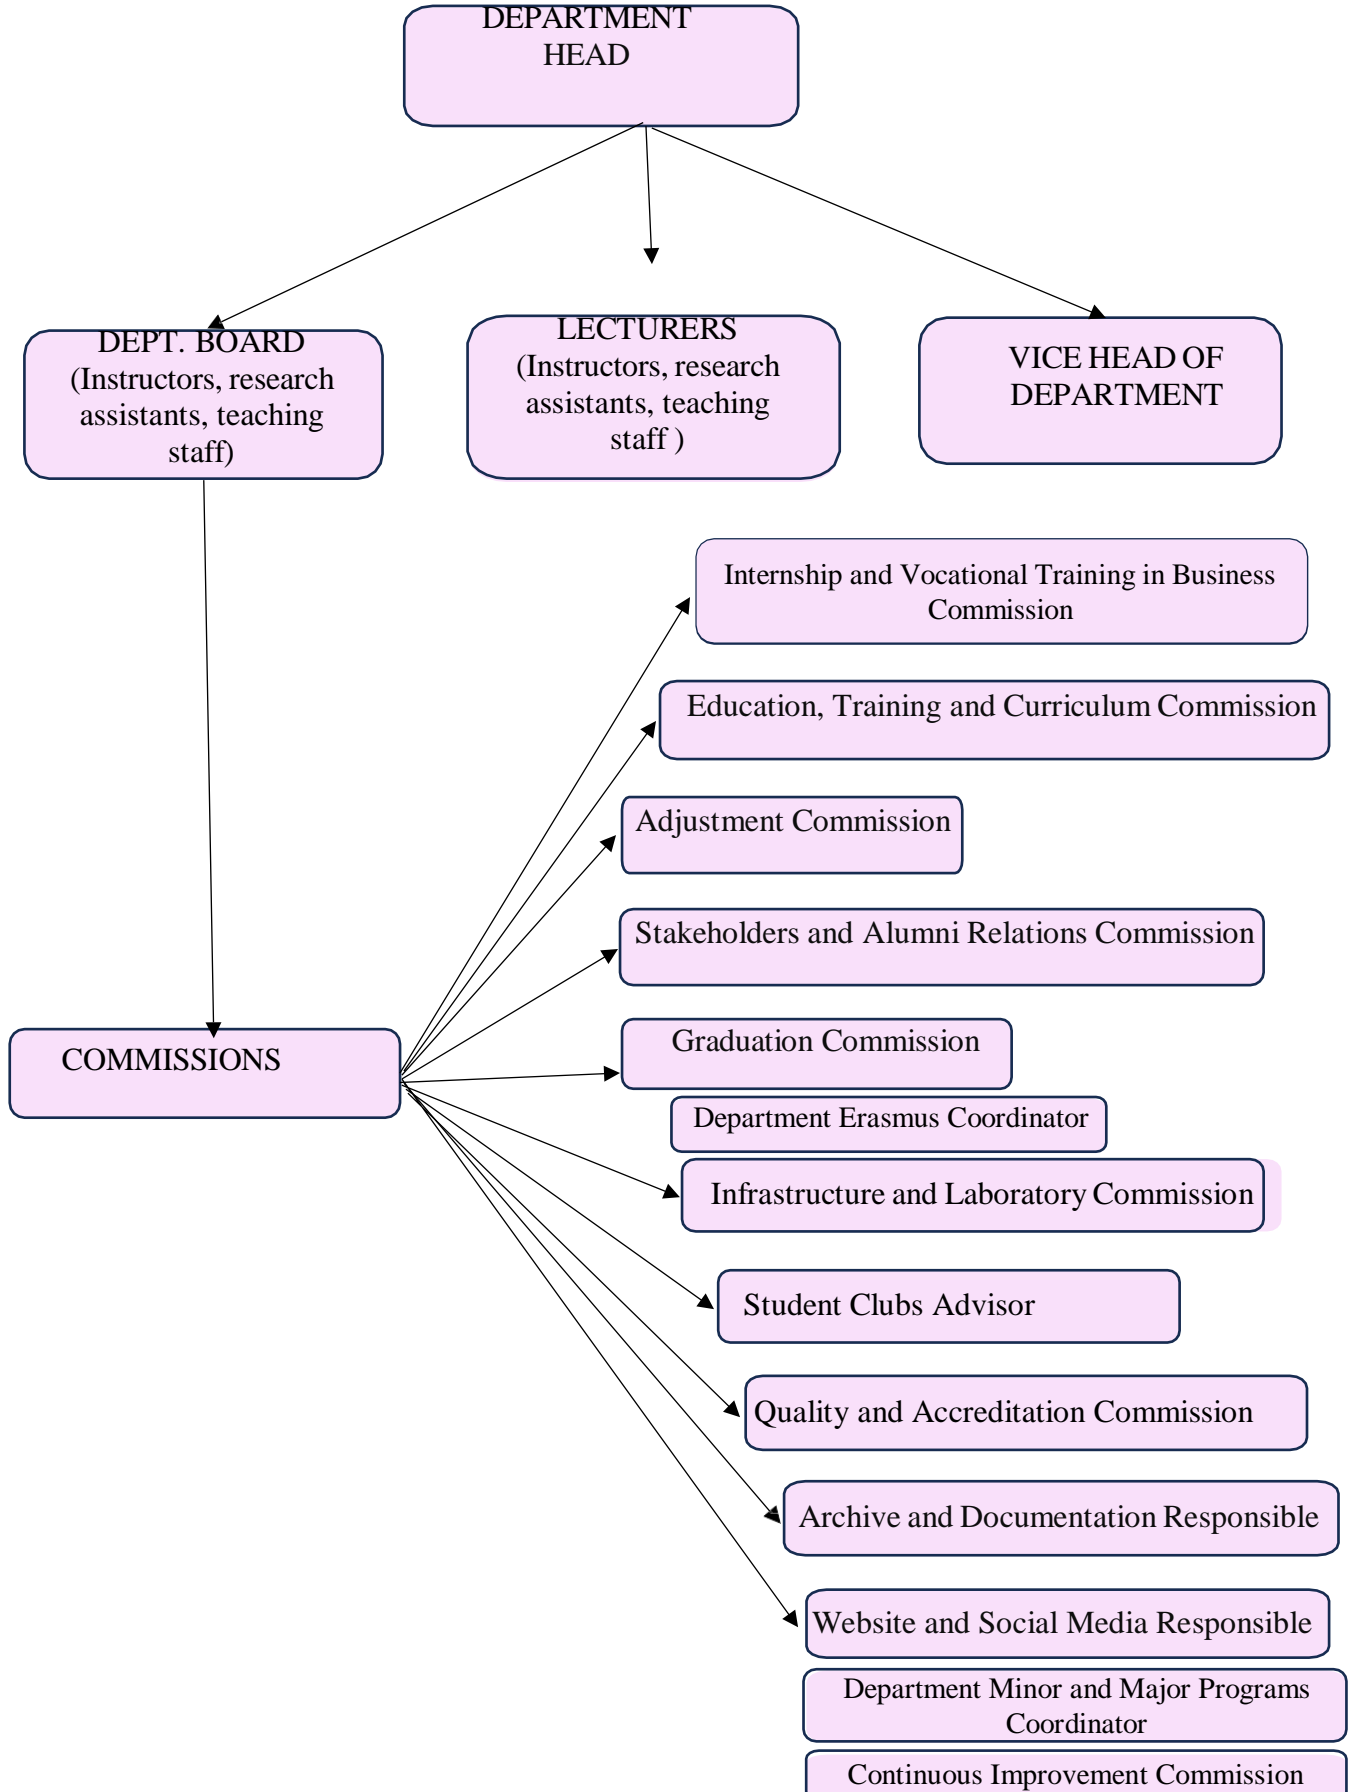 DEPARTMENT
HEAD
DEPT. BOARD
(Instructors, research
assistants, teaching
staff)
LECTURERS
(Instructors, research
assistants, teaching
staff )
VICE HEAD OF
DEPARTMENT
Internship and Vocational Training in Business
Commission
Education, Training and Curriculum Commission
Adjustment Commission
Stakeholders and Alumni Relations Commission
COMMISSIONS
Graduation Commission
Department Erasmus Coordinator
Infrastructure and Laboratory Commission
Student Clubs Advisor
Quality and Accreditation Commission
Archive and Documentation Responsible
Website and Social Media Responsible
Department Minor and Major Programs
Coordinator
Continuous Improvement Commission